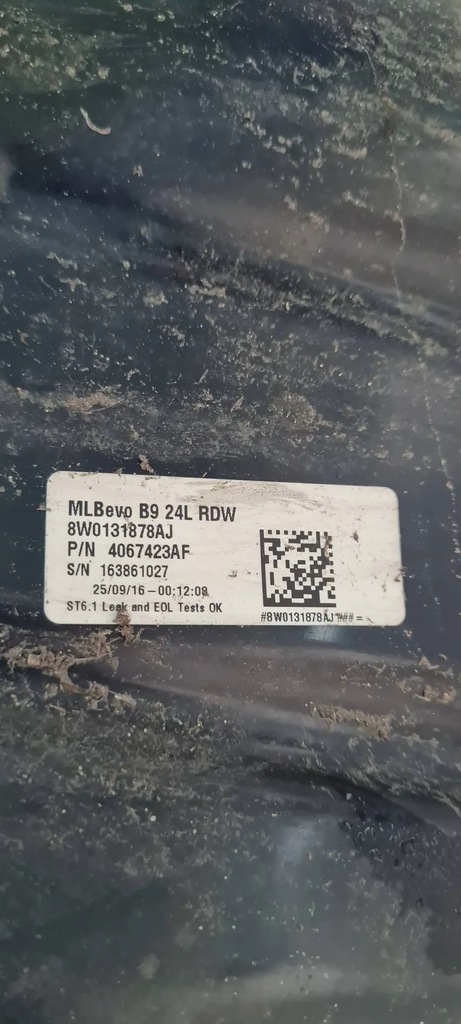 MLBevo B9 24L RDW
8W0131878AJ
P/N 4067423AF
S/N 163861027
25/09/16-00:12:08
ST6.1 Leak and EOL Tests OK
#8W0131878AJ ### =